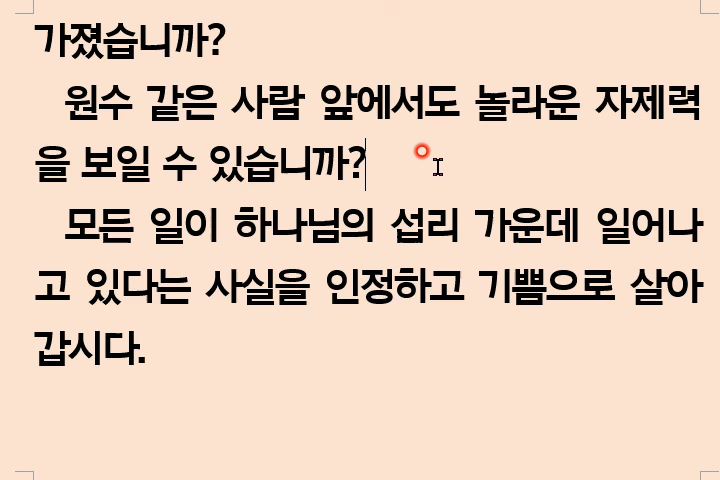 가졌습니까?
원수 같은 사람 앞에서도 놀라운 자제력
을 보일 수 있습니까?
모든 일이 하나님의 섭리 가운데 일어나
고 있다는 사실을 인정하고 기쁨으로 살아
갑시다.